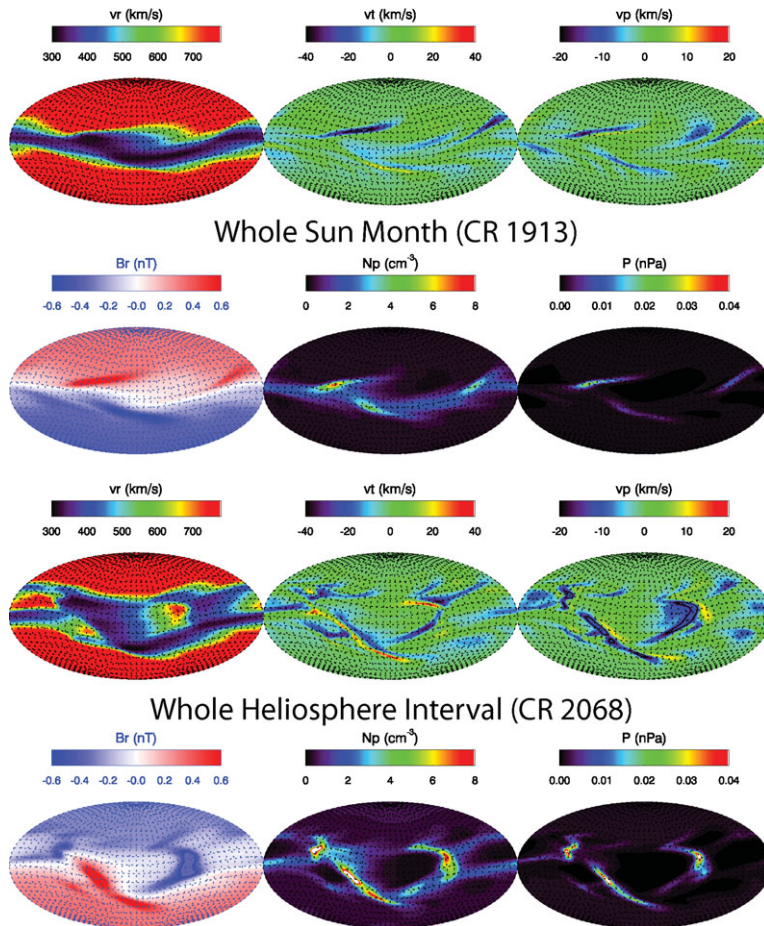 vr (km/s) vt (km/s) vp (km/s)
300 400 500 600 700 -40 -20 0 20 40 -20 -10 0 10 20
Whole Sun Month (CR 1913)
Br (nT) Np (cm⁻³) P (nPa)
-0.6 -0.4 -0.2 -0.0 0.2 0.4 0.6 0 2 4 6 8 0.00 0.01 0.02 0.03 0.04
vr (km/s) vt (km/s) vp (km/s)
300 400 500 600 700 -40 -20 0 20 40 -20 -10 0 10 20
Whole Heliosphere Interval (CR 2068)
Br (nT) Np (cm⁻³) P (nPa)
-0.6 -0.4 -0.2 -0.0 0.2 0.4 0.6 0 2 4 6 8 0.00 0.01 0.02 0.03 0.04